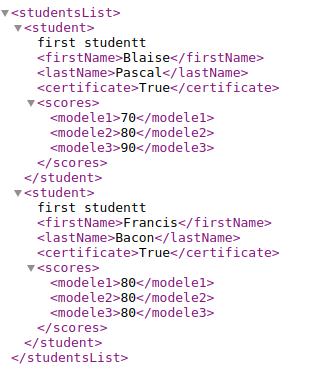 <studentsList>
<student>
first studentt
<firstName>Blaise</firstName>
<lastName>Pascal</lastName>
<certificate>True</certificate>
<scores>
<modele1>70</modele1>
<modele2>80</modele2>
<modele3>90</modele3>
</scores>
</student>
<student>
first studentt
<firstName>Francis</firstName>
<lastName>Bacon</lastName>
<certificate>True</certificate>
<scores>
<modele1>80</modele1>
<modele2>80</modele2>
<modele3>80</modele3>
</scores>
</student>
</studentsList>